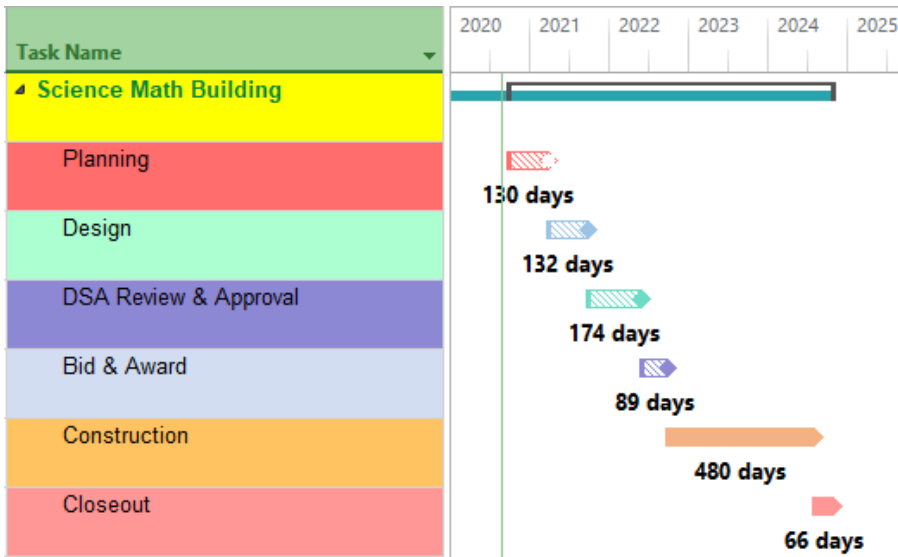 2020 2021 2022 2023 2024 2025
Task Name
Science Math Building
Planning
130 days
Design
132 days
DSA Review & Approval
174 days
Bid & Award
89 days
Construction
480 days
Closeout
66 days